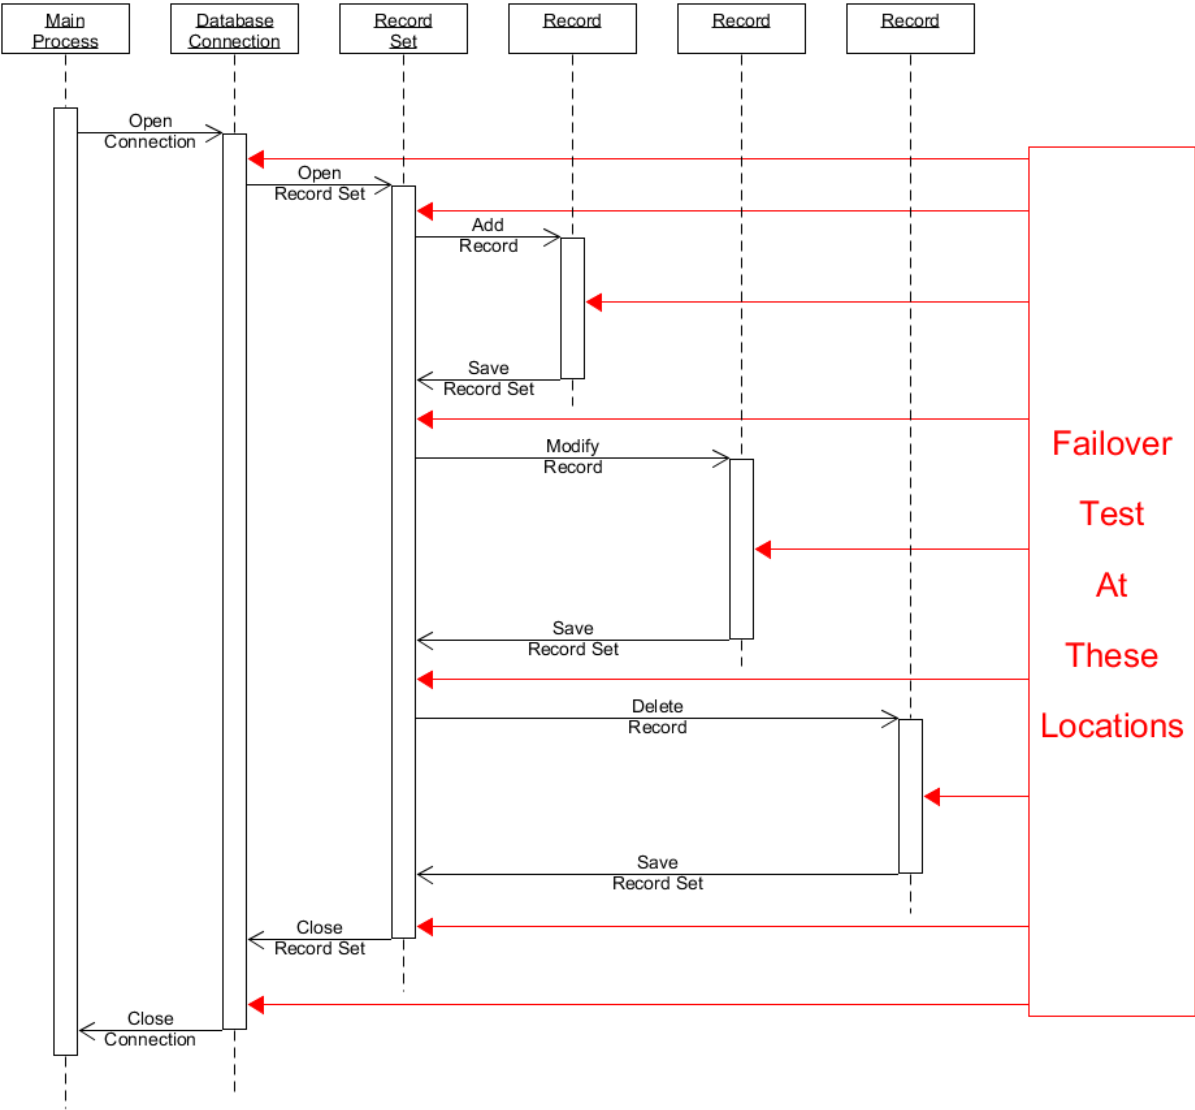 Main
Process
Database
Connection
Record
Set
Record
Record
Record
Open
Connection
Open
Record Set
Add
Record
Save
Record Set
Modify
Record
Save
Record Set
Delete
Record
Save
Record Set
Close
Record Set
Close
Connection
Failover
Test
At
These
Locations